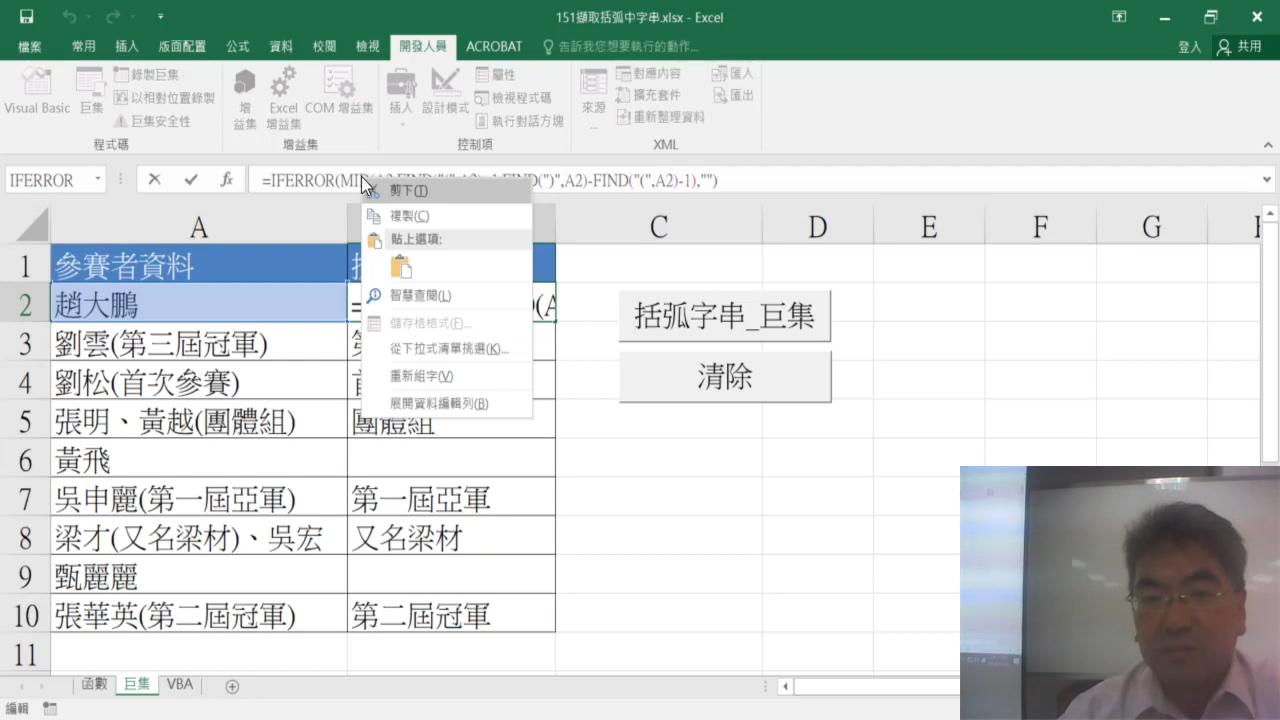 151擷取括弧中字串.xlsx - Excel
檔案 常用 插入 版面配置 公式 資料 校閱 檢視 開發人員 ACROBAT 告訴我您想要執行的動作... 登入 共用
Visual Basic 巨集 錄製巨集 以相對位置錄製 巨集安全性
增益集 Excel 增益集 COM 增益集
插入 設計模式 屬性 檢視程式碼 執行對話方塊
來源... 對應內容 擴充套件 重新整理資料 匯入 匯出
程式碼 增益集 控制項 XML
IFERROR =IFERROR(MI FIND(")",A2)-FIND("(",A2)-1),"")
剪下(T)
複製(C)
貼上選項:
智慧查閱(L)
儲存格格式(F)...
從下拉式清單挑選(K)...
重新組字(V)
展開資料編輯列(B)
A C D E F G
1 參賽者資料
2 趙大鵬 =
3 劉雲(第三屆冠軍)
4 劉松(首次參賽)
5 張明、黃越(團體組) 團體組
6 黃飛
7 吳申麗(第一屆亞軍) 第一屆亞軍
8 梁才(又名梁材)、吳宏 又名梁材
9 甄麗麗
10 張華英(第二屆冠軍) 第二屆冠軍
11
括弧字串_巨集
清除
函數 巨集 VBA
編輯